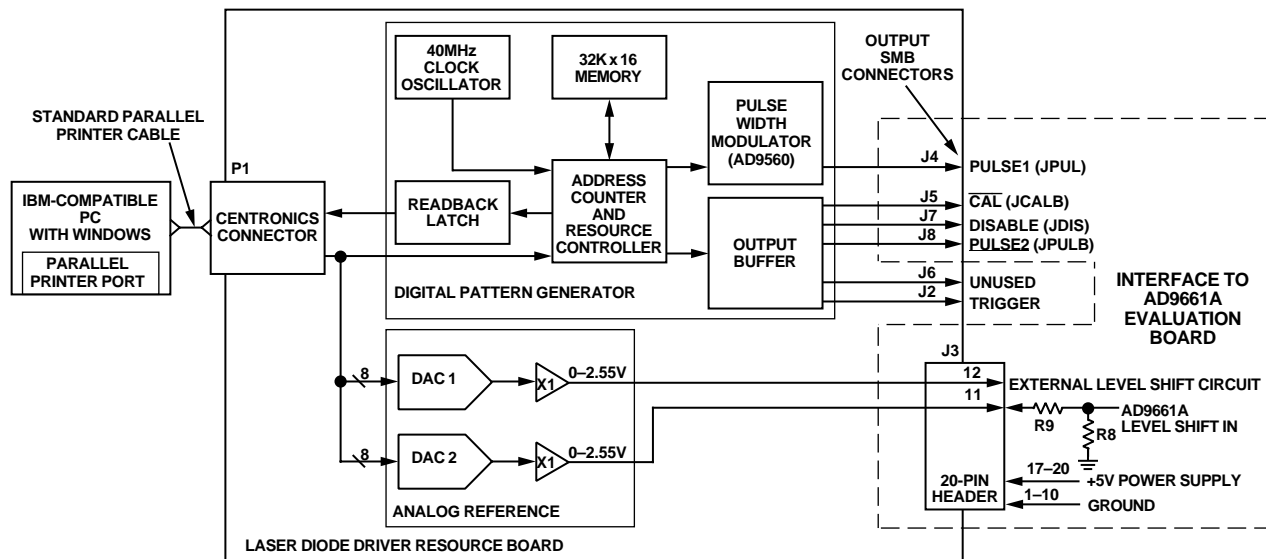 STANDARD PARALLEL
PRINTER CABLE
IBM-COMPATIBLE
PC
WITH WINDOWS
PARALLEL
PRINTER PORT
P1
CENTRONICS
CONNECTOR
40MHz
CLOCK
OSCILLATOR
32K x 16
MEMORY
PULSE
WIDTH
MODULATOR
(AD9560)
READBACK
LATCH
ADDRESS
COUNTER
AND
RESOURCE
CONTROLLER
OUTPUT
BUFFER
DIGITAL PATTERN GENERATOR
OUTPUT
SMB
CONNECTORS
J4
PULSE1 (JPUL)
J5
CAL (JCALB)
J7
DISABLE (JDIS)
J8
PULSE2 (JPULB)
J6
UNUSED
J2
TRIGGER
INTERFACE TO
AD9661A
EVALUATION
BOARD
8
DAC 1
X1
0–2.55V
8
DAC 2
X1
0–2.55V
ANALOG REFERENCE
LASER DIODE DRIVER RESOURCE BOARD
J3
12
EXTERNAL LEVEL SHIFT CIRCUIT
11
R9
AD9661A
LEVEL SHIFT IN
R8
20-PIN
HEADER
17–20
+5V POWER SUPPLY
1–10
GROUND